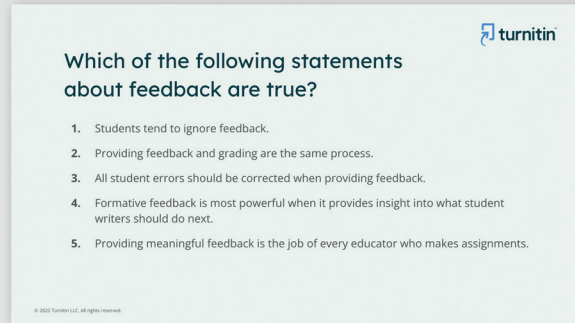 turnitin
Which of the following statements
about feedback are true?
1. Students tend to ignore feedback.
2. Providing feedback and grading are the same process.
3. All student errors should be corrected when providing feedback.
4. Formative feedback is most powerful when it provides insight into what student
writers should do next.
5. Providing meaningful feedback is the job of every educator who makes assignments.
© 2022 Turnitin LLC. All rights reserved.